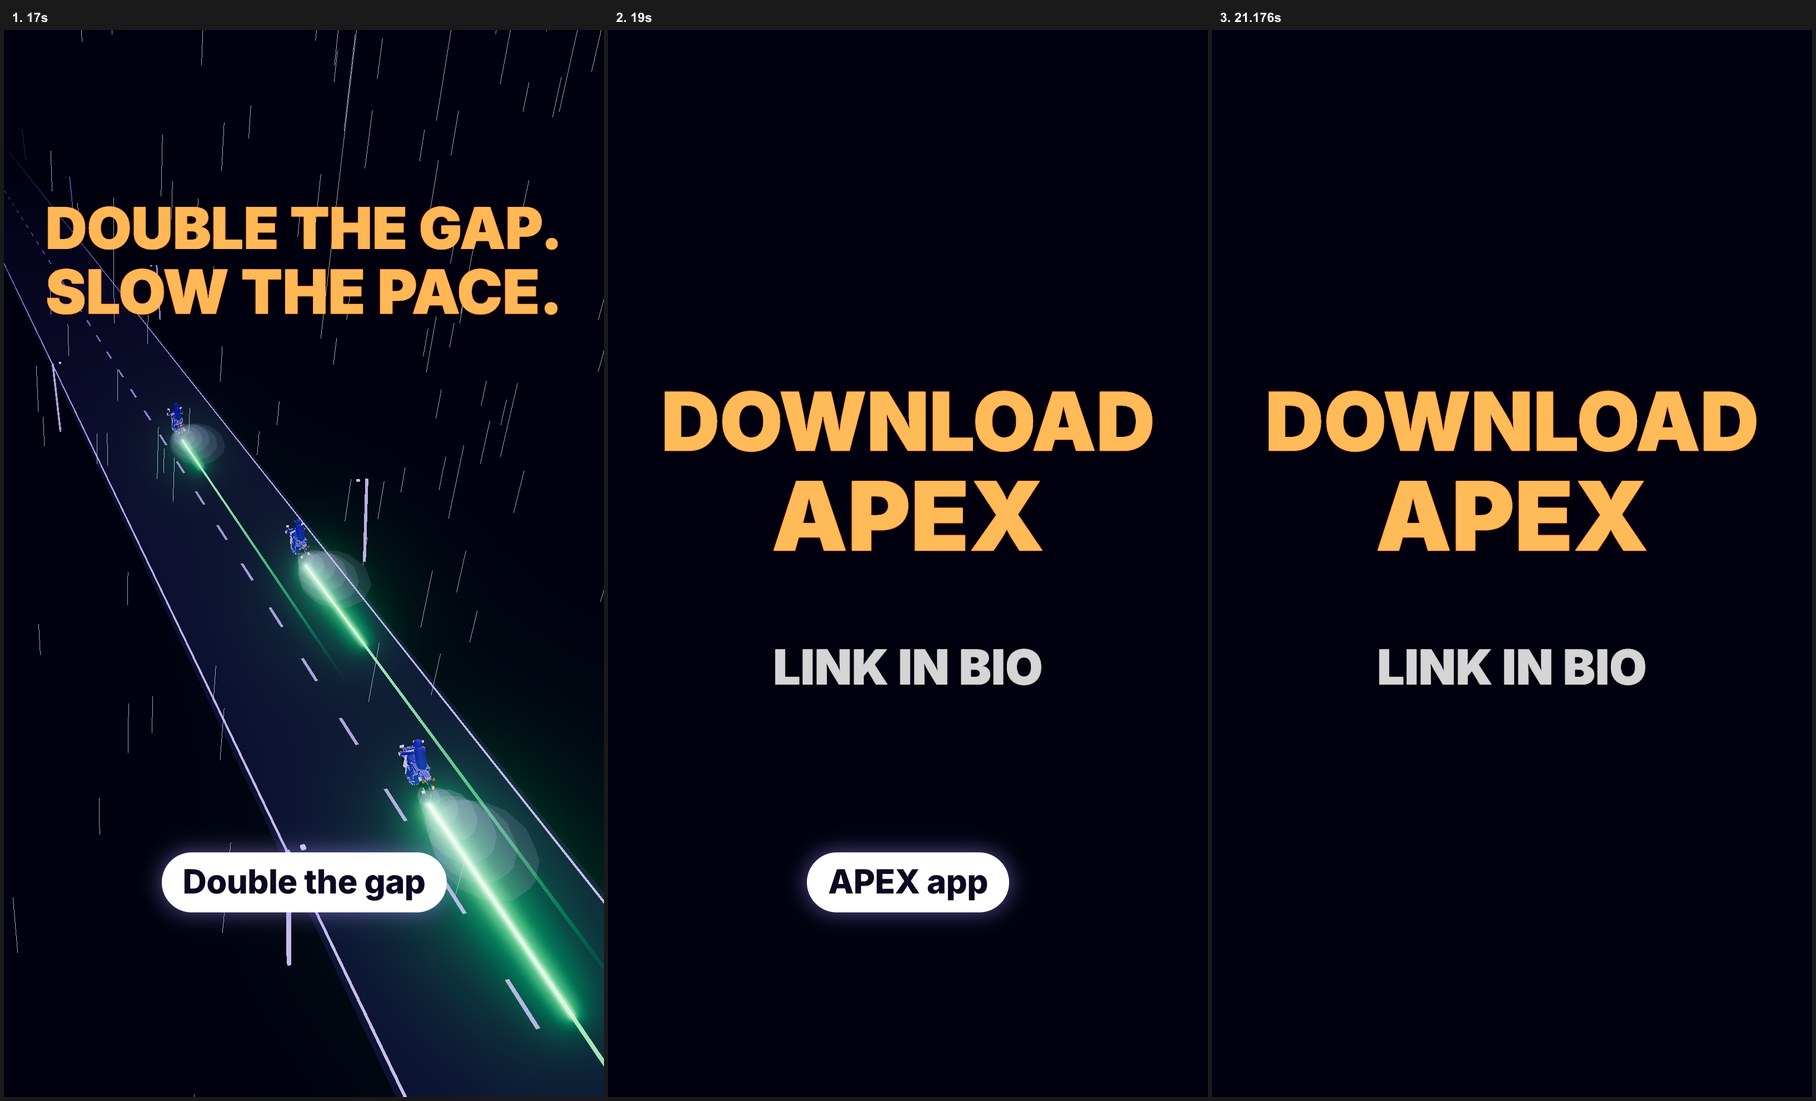 1. 17s
DOUBLE THE GAP.
SLOW THE PACE.
Double the gap
2. 19s
DOWNLOAD
APEX
LINK IN BIO
APEX app
3. 21.176s
DOWNLOAD
APEX
LINK IN BIO